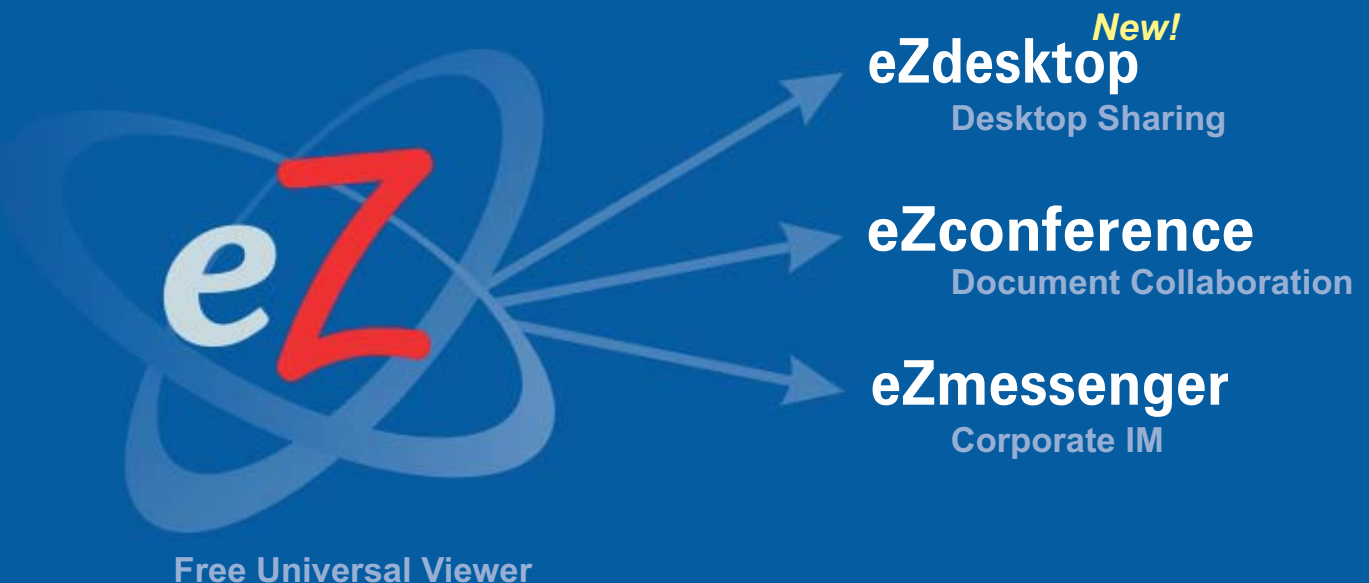 New!
eZdesktop
Desktop Sharing
eZ
eZconference
Document Collaboration
eZmessenger
Corporate IM
Free Universal Viewer